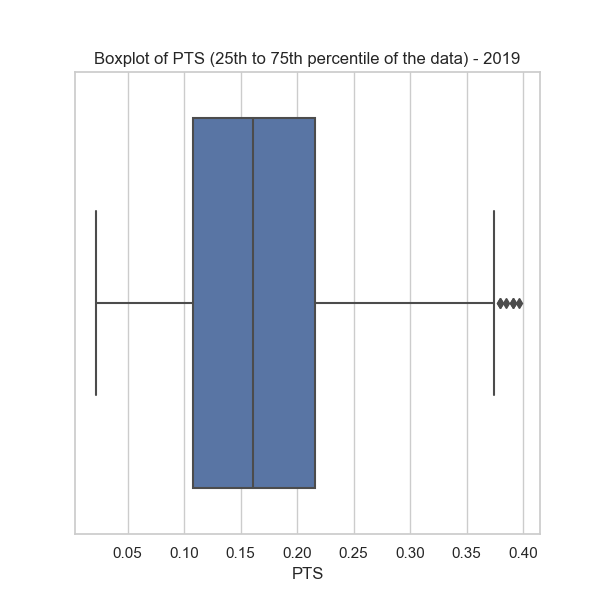 Boxplot of PTS (25th to 75th percentile of the data) - 2019
0.05 0.10 0.15 0.20 0.25 0.30 0.35 0.40
PTS